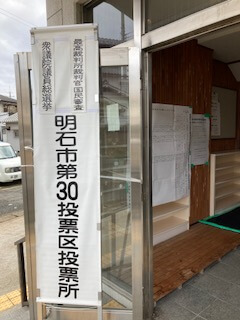 最高裁判所裁判官国民審査
衆議院議員総選挙
明石市第30投票区投票所